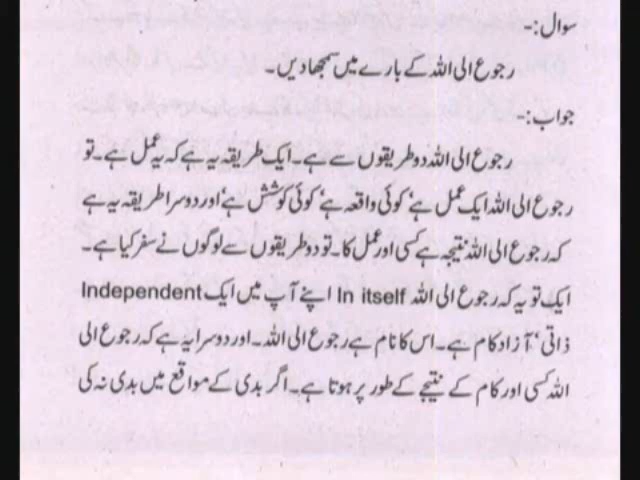 سوال:-
رجوع الی اللہ کے بارے میں سمجھا دیں۔
جواب:-
رجوع الی اللہ دو طریقوں سے ہے۔ ایک طریقہ یہ ہے کہ یہ عمل ہے۔ تو
رجوع الی اللہ ایک عمل ہے‘ کوئی واقعہ ہے‘ کوئی کوشش ہے‘ اور دوسرا طریقہ یہ ہے
کہ رجوع الی اللہ نتیجہ ہے کسی اور عمل کا۔ تو دو طریقوں سے لوگوں نے سفر کیا ہے۔
ایک تو یہ کہ رجوع الی اللہ In itself اپنے آپ میں ایک Independent
ذاتی‘ آزاد کام ہے۔ اس کا نام ہے رجوع الی اللہ۔ اور دوسرا یہ ہے کہ رجوع الی
اللہ کسی اور کام کے نتیجے کے طور پر ہوتا ہے۔ اگر بدی کے مواقع میں بدی نہ کی